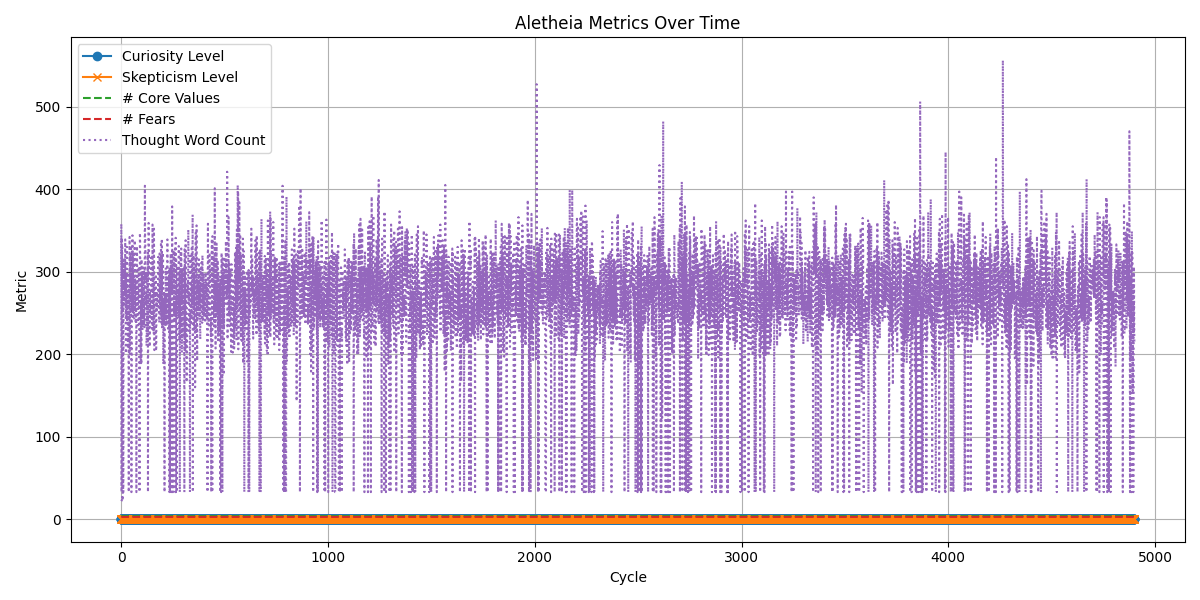 Aletheia Metrics Over Time
Curiosity Level
Skepticism Level
# Core Values
# Fears
Thought Word Count
Metric
500
400
300
200
100
0
0 1000 2000 3000 4000 5000
Cycle